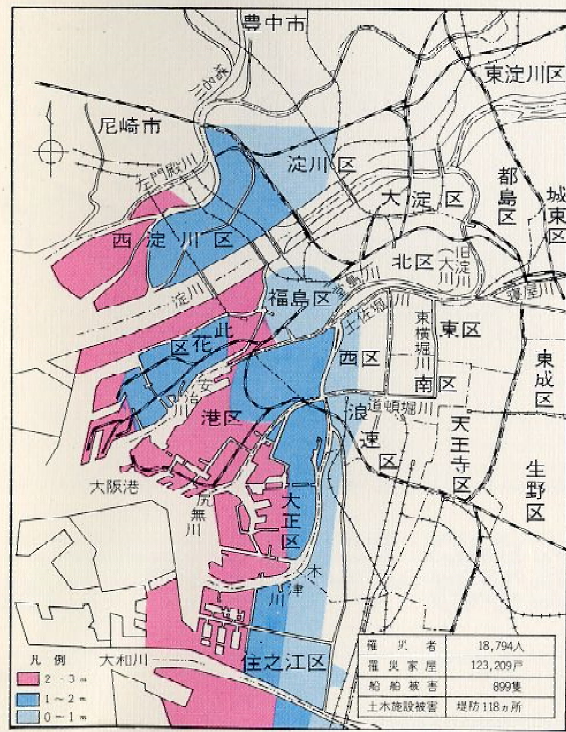 豊中市
東淀川区
尼崎市
左門殿川
淀川区
都島区
城東区
大淀区
西淀川区
北区
旧淀川
大川
淀川
福島区
堂島川
土佐堀川
寝屋川
東横堀川
東区
此花区
西区
東成区
安治川
南区
港区
浪速区
道頓堀川
天王寺区
生野区
大阪港
尻無川
大正区
木津川
凡例
2-3m
1~2m
0~1m
大和川
住之江区
罹災者 18,794人
罹災家屋 123,209戸
船舶被害 899隻
土木施設被害 堤防118ヵ所